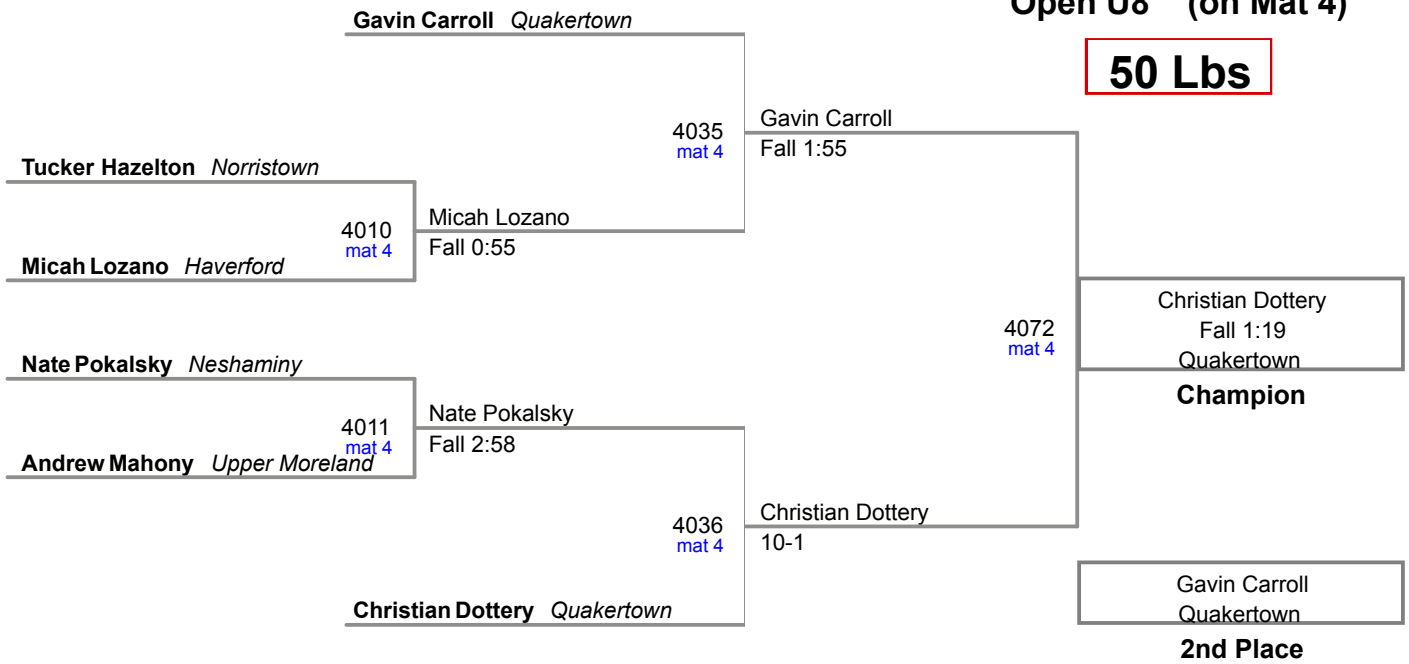 Open U8 (on Mat 4)
Gavin Carroll Quakertown
50 Lbs
4035
mat 4
Gavin Carroll
Fall 1:55
Tucker Hazelton Norristown
4010
mat 4
Micah Lozano
Fall 0:55
Micah Lozano Haverford
4072
mat 4
Christian Dottery
Fall 1:19
Quakertown
Champion
Nate Pokalsky Neshaminy
4011
mat 4
Nate Pokalsky
Fall 2:58
Andrew Mahony Upper Moreland
4036
mat 4
Christian Dottery
10-1
Christian Dottery Quakertown
Gavin Carroll
Quakertown
2nd Place